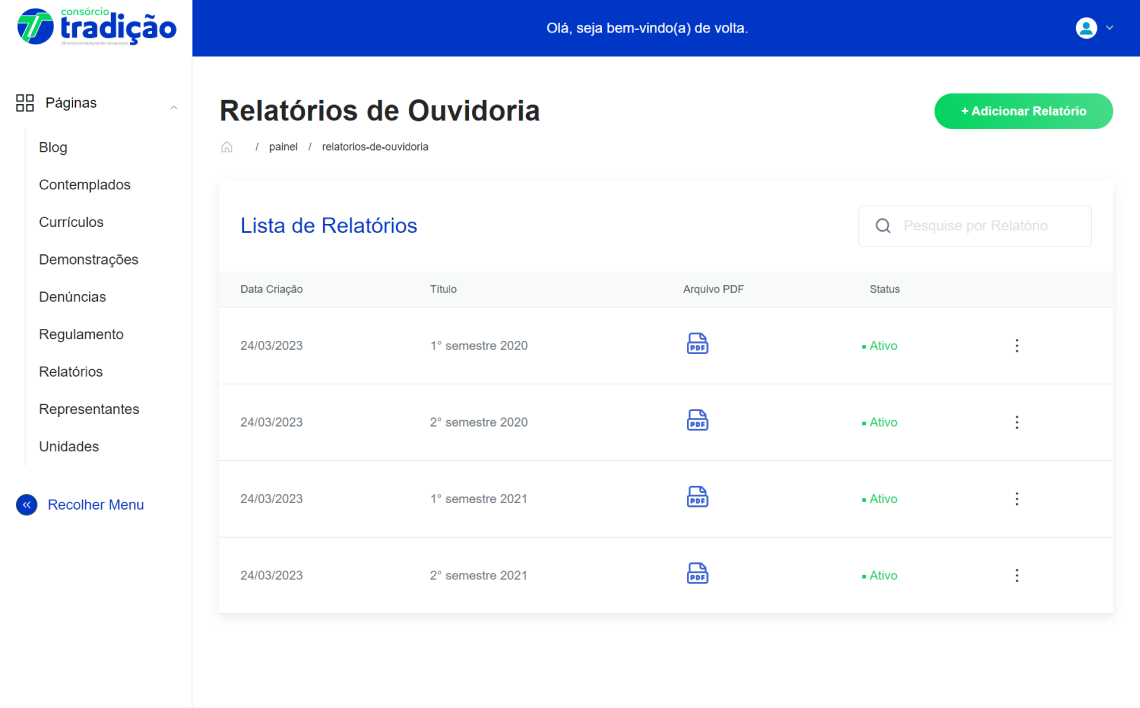 consórcio
tradição
Olá, seja bem-vindo(a) de volta.
Páginas
Blog
Contemplados
Currículos
Demonstrações
Denúncias
Regulamento
Relatórios
Representantes
Unidades
Recolher Menu
Relatórios de Ouvidoria
+ Adicionar Relatório
/ painel / relatorios-de-ouvidoria
Lista de Relatórios
Pesquise por Relatório
Data Criação Título Arquivo PDF Status
24/03/2023 1° semestre 2020 PDF Ativo
24/03/2023 2° semestre 2020 PDF Ativo
24/03/2023 1° semestre 2021 PDF Ativo
24/03/2023 2° semestre 2021 PDF Ativo